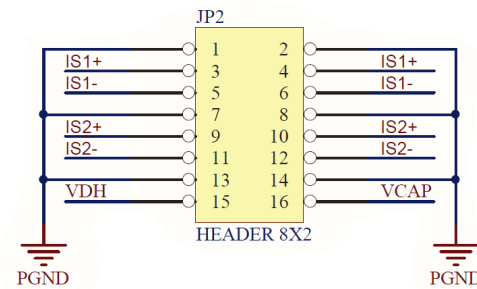 JP2
1 2
IS1+ 3 4 IS1+
IS1- 5 6 IS1-
7 8
IS2+ 9 10 IS2+
IS2- 11 12 IS2-
13 14
VDH 15 16 VCAP
HEADER 8X2
PGND PGND